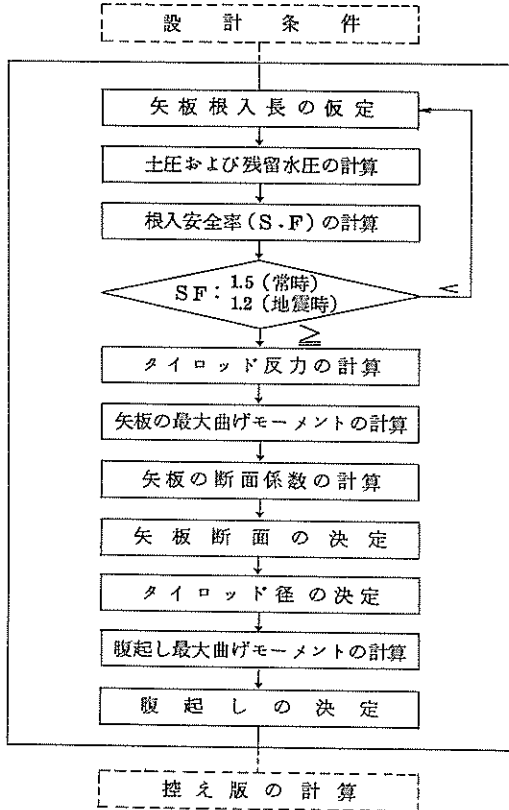 設計条件
矢板根入長の仮定
土圧および残留水圧の計算
根入安全率(S.F)の計算
SF: 1.5 (常時)
1.2 (地震時)
<
≧
タイロッド反力の計算
矢板の最大曲げモーメントの計算
矢板の断面係数の計算
矢板断面の決定
タイロッド径の決定
腹起し最大曲げモーメントの計算
腹起しの決定
控え版の計算